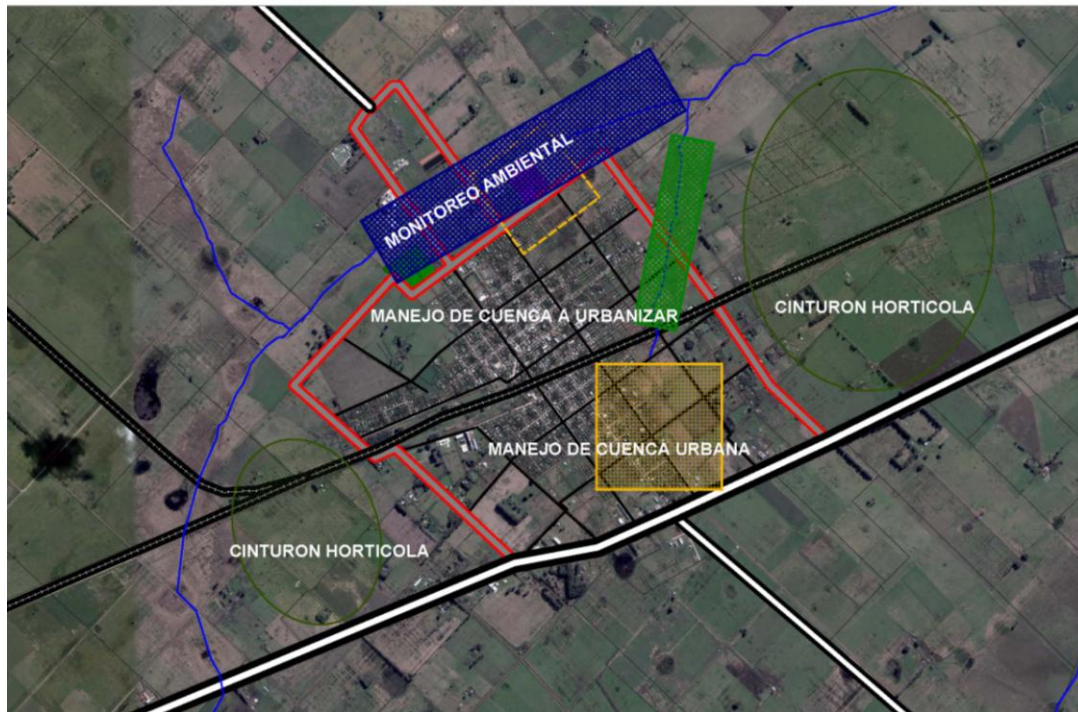 MONITOREO AMBIENTAL
MANEJO DE CUENCA A URBANIZAR
CINTURON HORTICOLA
MANEJO DE CUENCA URBANA
CINTURON HORTICOLA